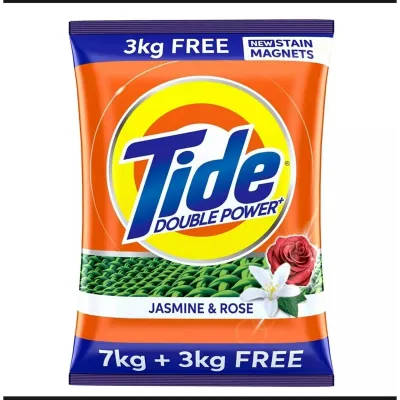 3kg FREE
NEW STAIN
MAGNETS
Tide®
DOUBLE POWER+
JASMINE & ROSE
7kg + 3kg FREE